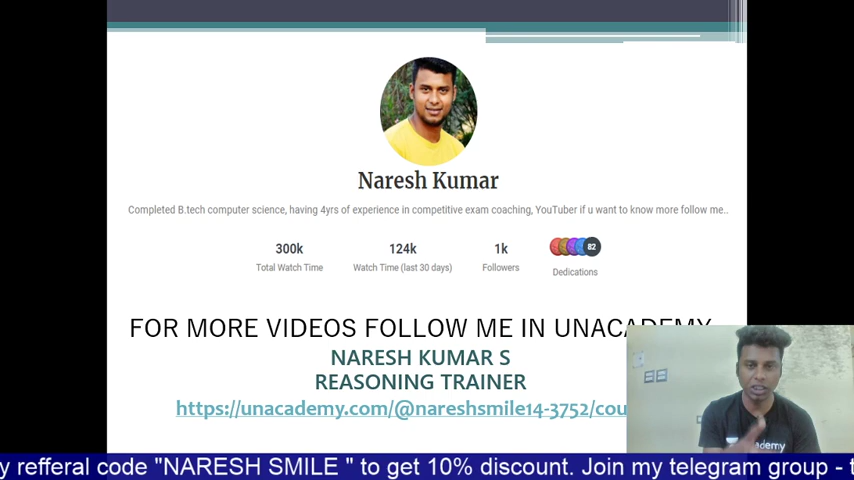 Naresh Kumar
Completed B.tech computer science, having 4yrs of experience in competitive exam coaching, YouTuber if u want to know more follow me..
300k
124k
1k
82
Total Watch Time
Watch Time (last 30 days)
Followers
Dedications
FOR MORE VIDEOS FOLLOW ME IN UNACADEMY
NARESH KUMAR S
REASONING TRAINER
https://unacademy.com/@nareshsmile14-3752/cou
y refferal code "NARESH SMILE " to get 10% discount. Join my telegram group - t